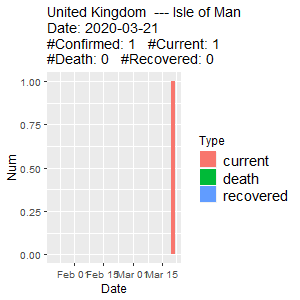 United Kingdom  --- Isle of Man
Date: 2020-03-21
#Confirmed: 1   #Current: 1
#Death: 0   #Recovered: 0
1.00
0.75
0.50
0.25
0.00
Num
Feb 01 Feb 15 Mar 01 Mar 15
Date
Type
current
death
recovered